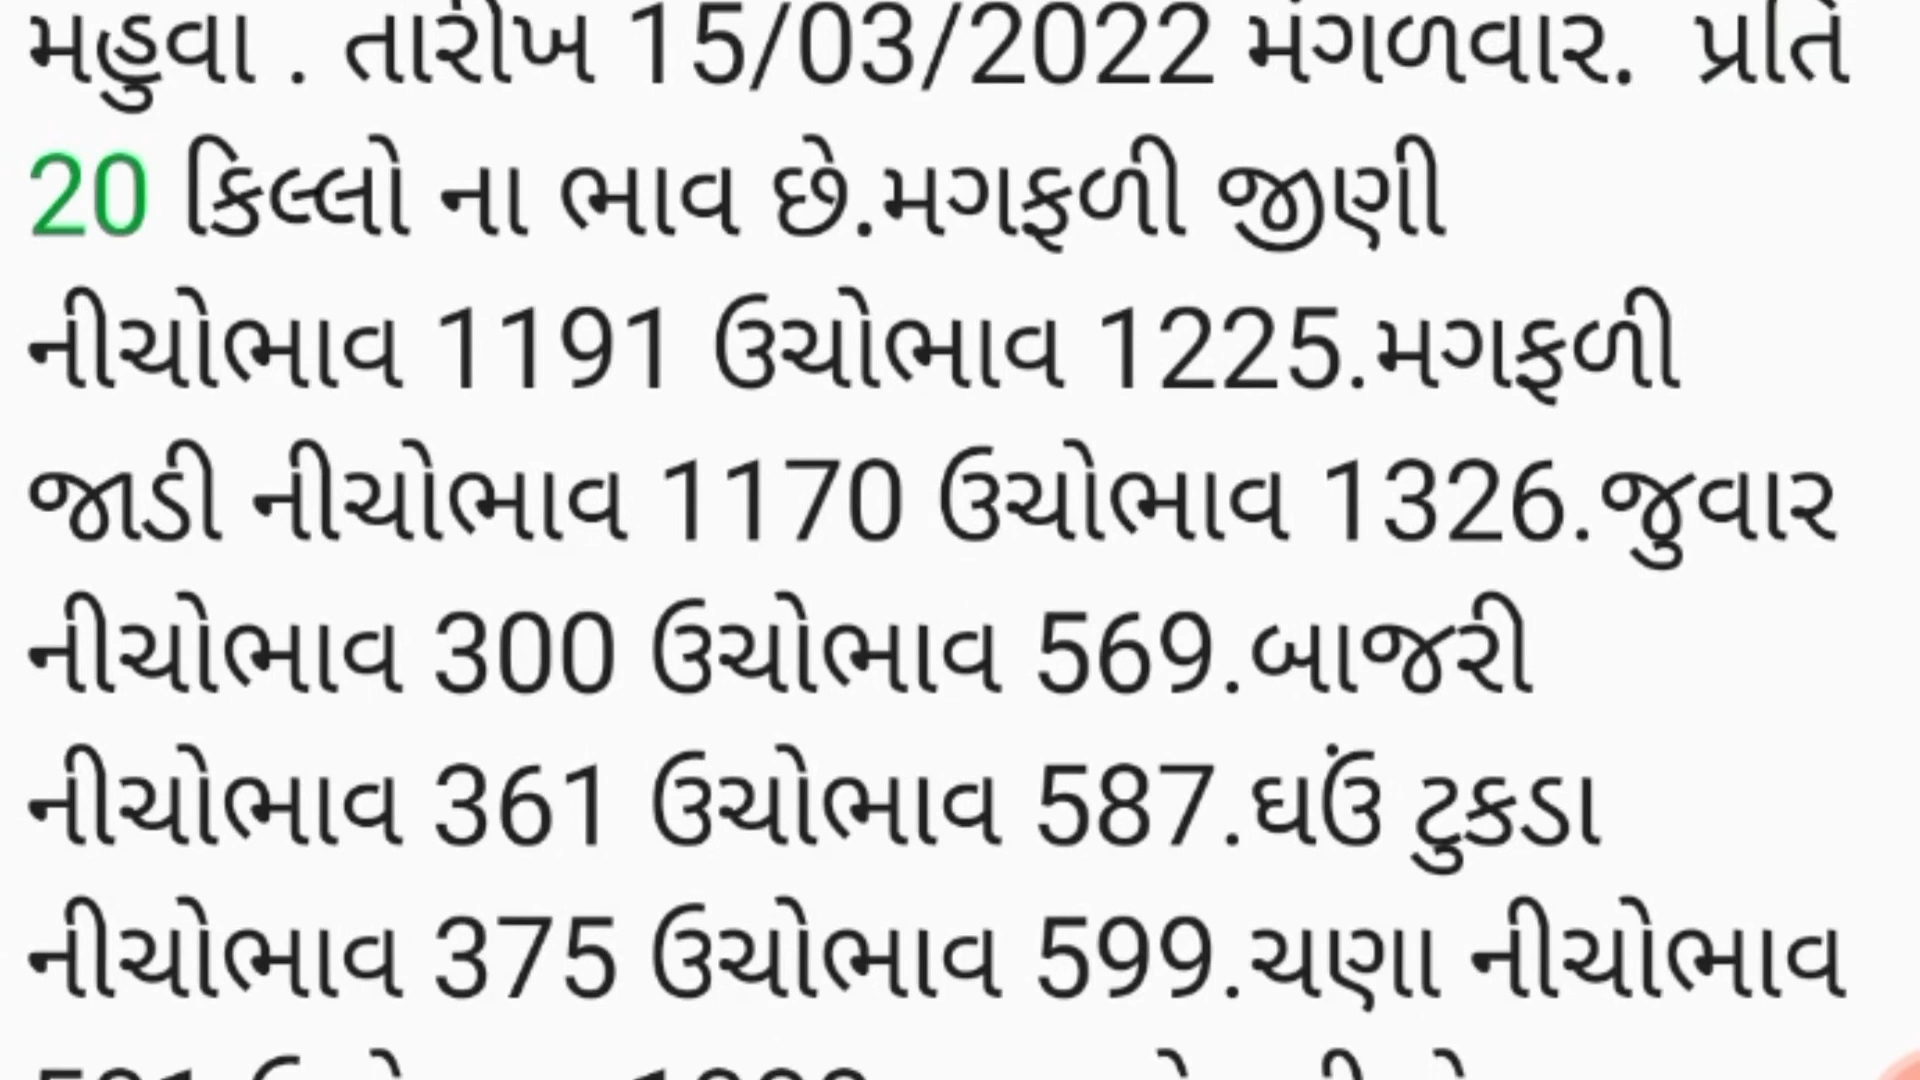 મહુવા . તારીખ 15/03/2022 મંગળવાર. પ્રતિ
20 કિલ્લો ના ભાવ છે.મગફળી જીણી
નીચોભાવ 1191 ઉચોભાવ 1225.મગફળી
જાડી નીચોભાવ 1170 ઉચોભાવ 1326.જુવાર
નીચોભાવ 300 ઉચોભાવ 569.બાજરી
નીચોભાવ 361 ઉચોભાવ 587.ઘઉં ટુકડા
નીચોભાવ 375 ઉચોભાવ 599.ચણા નીચોભાવ